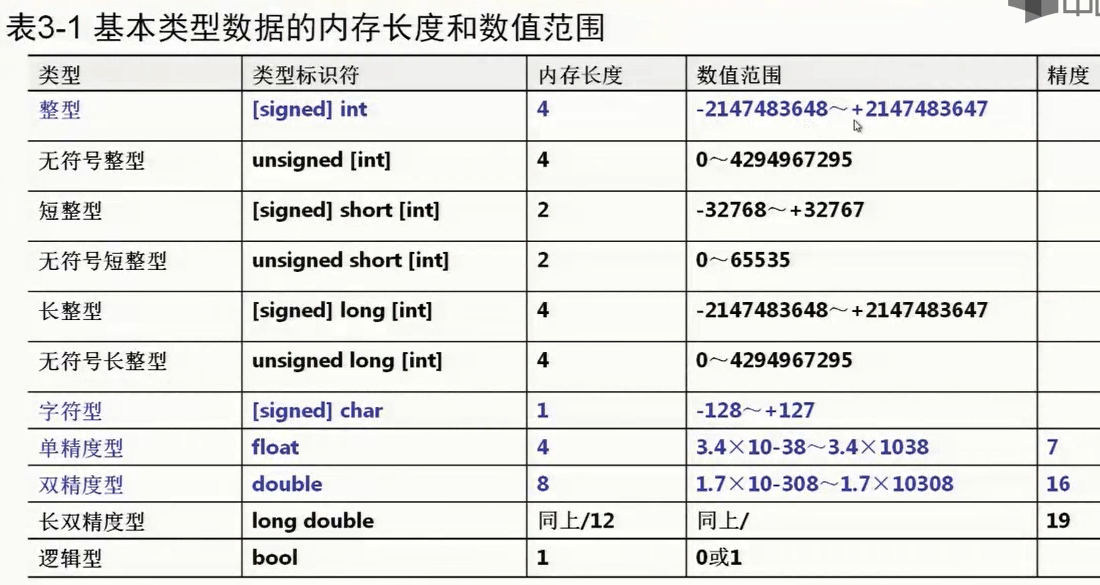 表3-1 基本类型数据的内存长度和数值范围
类型 类型标识符 内存长度 数值范围 精度
整型 [signed] int 4 -2147483648～+2147483647
无符号整型 unsigned [int] 4 0～4294967295
短整型 [signed] short [int] 2 -32768～+32767
无符号短整型 unsigned short [int] 2 0～65535
长整型 [signed] long [int] 4 -2147483648～+2147483647
无符号长整型 unsigned long [int] 4 0～4294967295
字符型 [signed] char 1 -128～+127
单精度型 float 4 3.4×10-38～3.4×1038 7
双精度型 double 8 1.7×10-308～1.7×10308 16
长双精度型 long double 同上/12 同上/ 19
逻辑型 bool 1 0或1